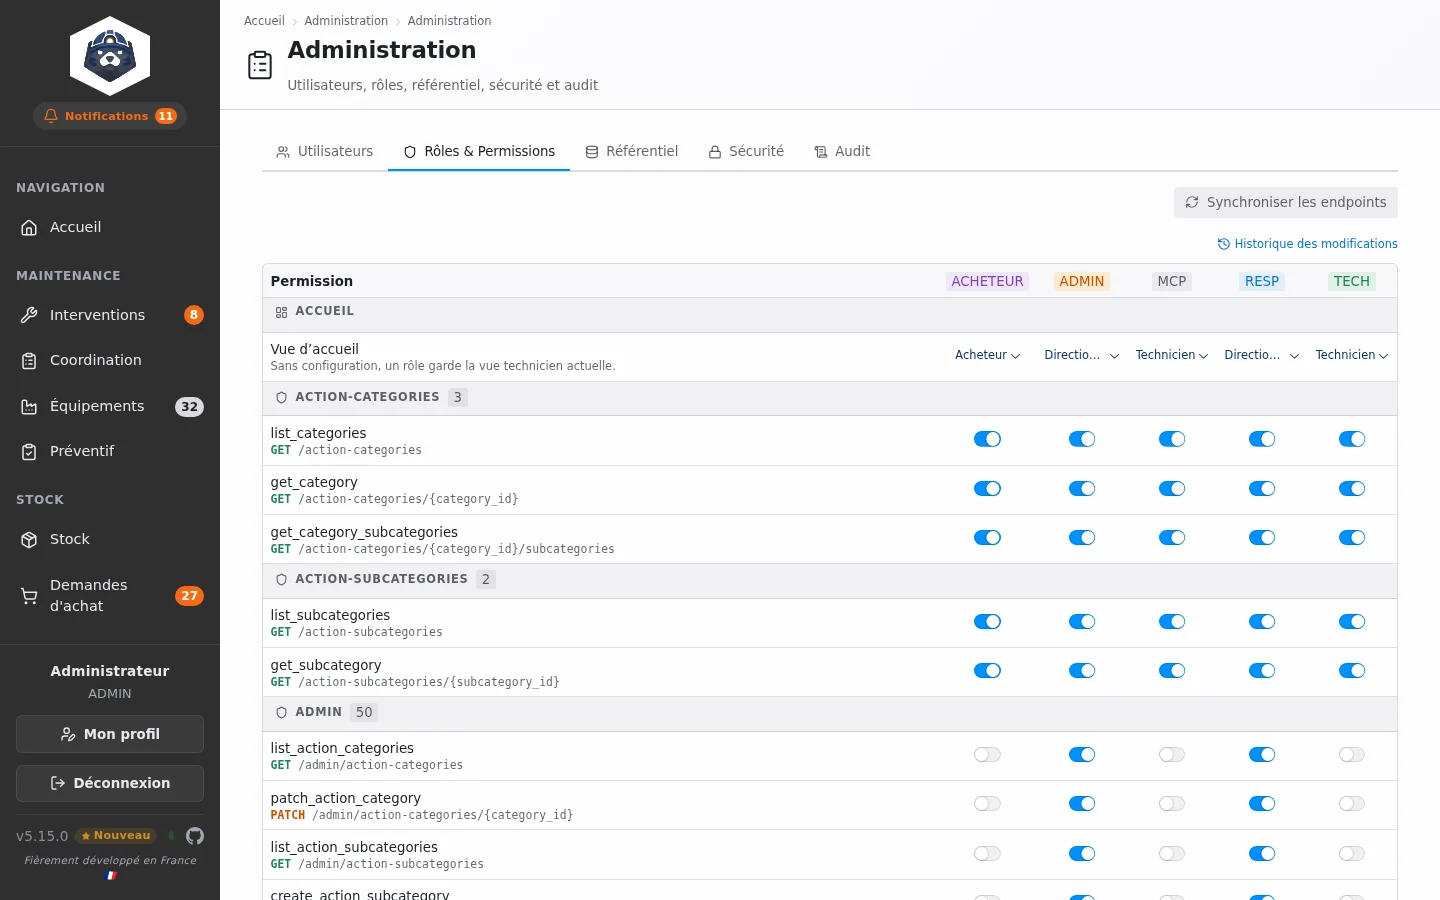 Notifications 11
NAVIGATION
Accueil
MAINTENANCE
Interventions 8
Coordination
Équipements 32
Préventif
STOCK
Stock
Demandes
d'achat 27
Administrateur
ADMIN
Mon profil
Déconnexion
v5.15.0 Nouveau
Fièrement développé en France
Accueil Administration Administration
Administration
Utilisateurs, rôles, référentiel, sécurité et audit
Utilisateurs Rôles & Permissions Référentiel Sécurité Audit
Synchroniser les endpoints
Historique des modifications
Permission ACHETEUR ADMIN MCP RESP TECH
ACCUEIL
Vue d’accueil
Sans configuration, un rôle garde la vue technicien actuelle.
Acheteur Directio... Technicien Directio... Technicien
ACTION-CATEGORIES 3
list_categories
GET /action-categories
get_category
GET /action-categories/{category_id}
get_category_subcategories
GET /action-categories/{category_id}/subcategories
ACTION-SUBCATEGORIES 2
list_subcategories
GET /action-subcategories
get_subcategory
GET /action-subcategories/{subcategory_id}
ADMIN 50
list_action_categories
GET /admin/action-categories
patch_action_category
PATCH /admin/action-categories/{category_id}
list_action_subcategories
GET /admin/action-subcategories
create_action_subcategory